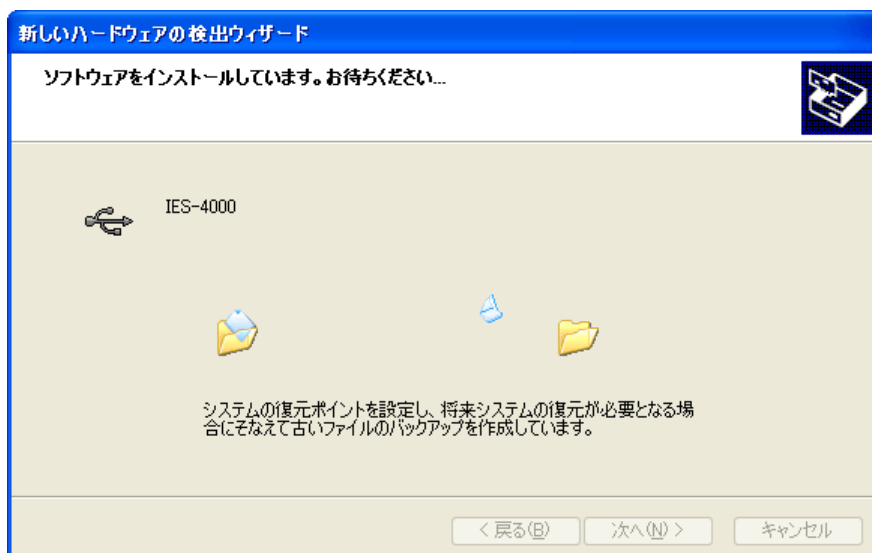 新しいハードウェアの検出ウィザード
ソフトウェアをインストールしています。お待ちください...
IES-4000
システムの復元ポイントを設定し、将来システムの復元が必要となる場
合にそなえて古いファイルのバックアップを作成しています。
< 戻る(B) 次へ(N) > キャンセル